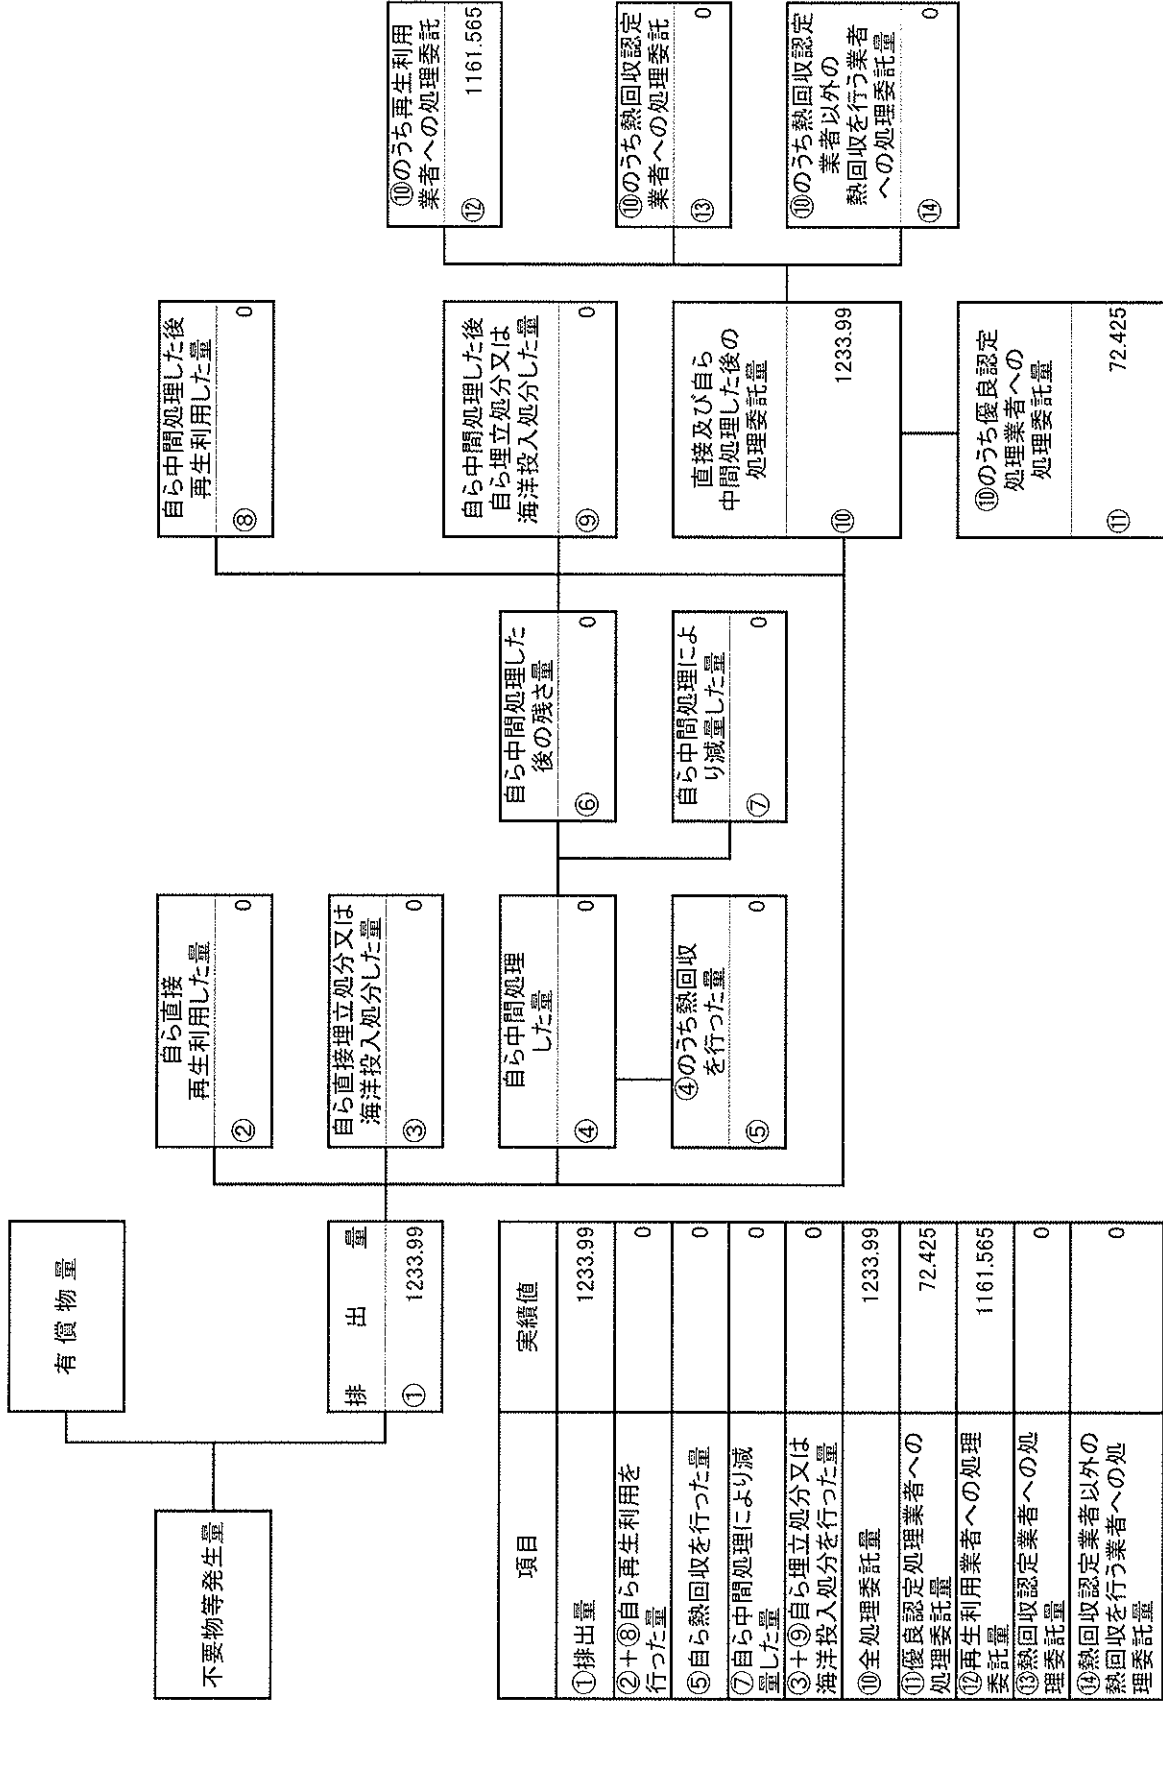 不要物等発生量
有償物量
排出量
① 1233.99
自ら直接
再生利用した量
② 0
自ら直接埋立処分又は
海洋投入処分した量
③ 0
自ら中間処理
した量
④ 0
④のうち熱回収
を行った量
⑤ 0
自ら中間処理した
後の残さ量
⑥ 0
自ら中間処理によ
り減量した量
⑦ 0
自ら中間処理した後
再生利用した量
⑧ 0
自ら中間処理した後
自ら埋立処分又は
海洋投入処分した量
⑨ 0
直接及び自ら
中間処理した後の
処理委託量
⑩ 1233.99
⑩のうち優良認定
処理業者への
処理委託量
⑪ 72.425
⑩のうち再生利用
業者への処理委託
⑫ 1161.565
⑩のうち熱回収認定
業者への処理委託
⑬ 0
⑩のうち熱回収認定
業者以外の
熱回収を行う業者
への処理委託量
⑭ 0
項目 実績値
①排出量 1233.99
②+⑧自ら再生利用を
行った量 0
⑤自ら熱回収を行った量 0
⑦自ら中間処理により減
量した量 0
③+⑨自ら埋立処分又は
海洋投入処分を行った量 0
⑩全処理委託量 1233.99
⑪優良認定処理業者への
処理委託量 72.425
⑫再生利用業者への処理
委託量 1161.565
⑬熱回収認定業者への処
理委託量 0
⑭熱回収認定業者以外の
熱回収を行う業者への処
理委託量 0